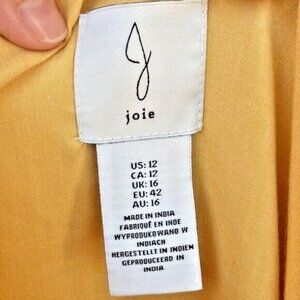 joie
US: 12
CA: 12
UK: 16
EU: 42
AU: 16
MADE IN INDIA
FABRIQUÉ EN INDE
WYPRODUKOWANO W
INDIACH
HERGESTELLT IN INDIEN
GEPRODUCEERD IN
INDIA